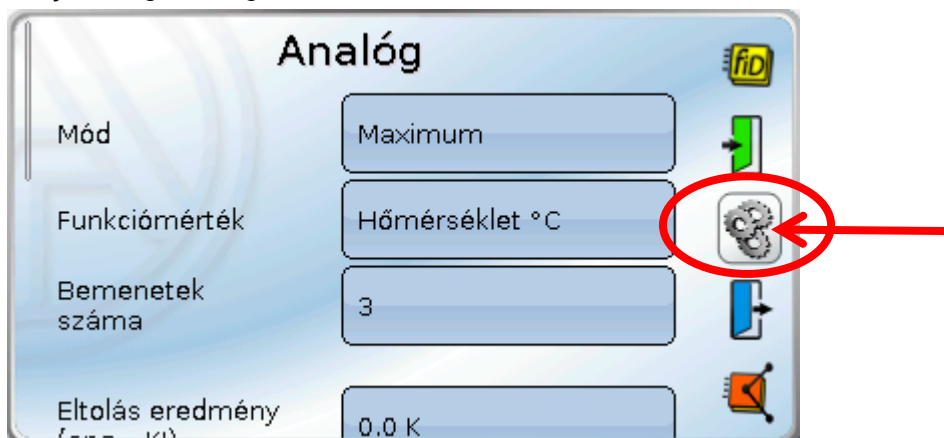 Analóg
fiD
Mód
Maximum
Funkciómérték
Hőmérséklet °C
Bemenetek
száma
3
Eltolás eredmény
0.0 K